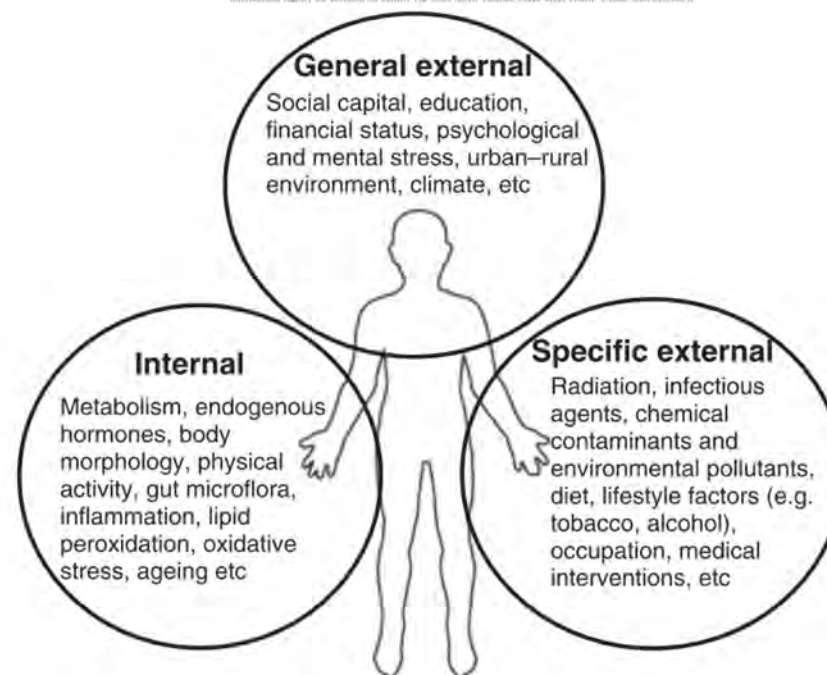 General external
Social capital, education,
financial status, psychological
and mental stress, urban–rural
environment, climate, etc
Internal
Metabolism, endogenous
hormones, body
morphology, physical
activity, gut microflora,
inflammation, lipid
peroxidation, oxidative
stress, ageing etc
Specific external
Radiation, infectious
agents, chemical
contaminants and
environmental pollutants,
diet, lifestyle factors (e.g.
tobacco, alcohol),
occupation, medical
interventions, etc